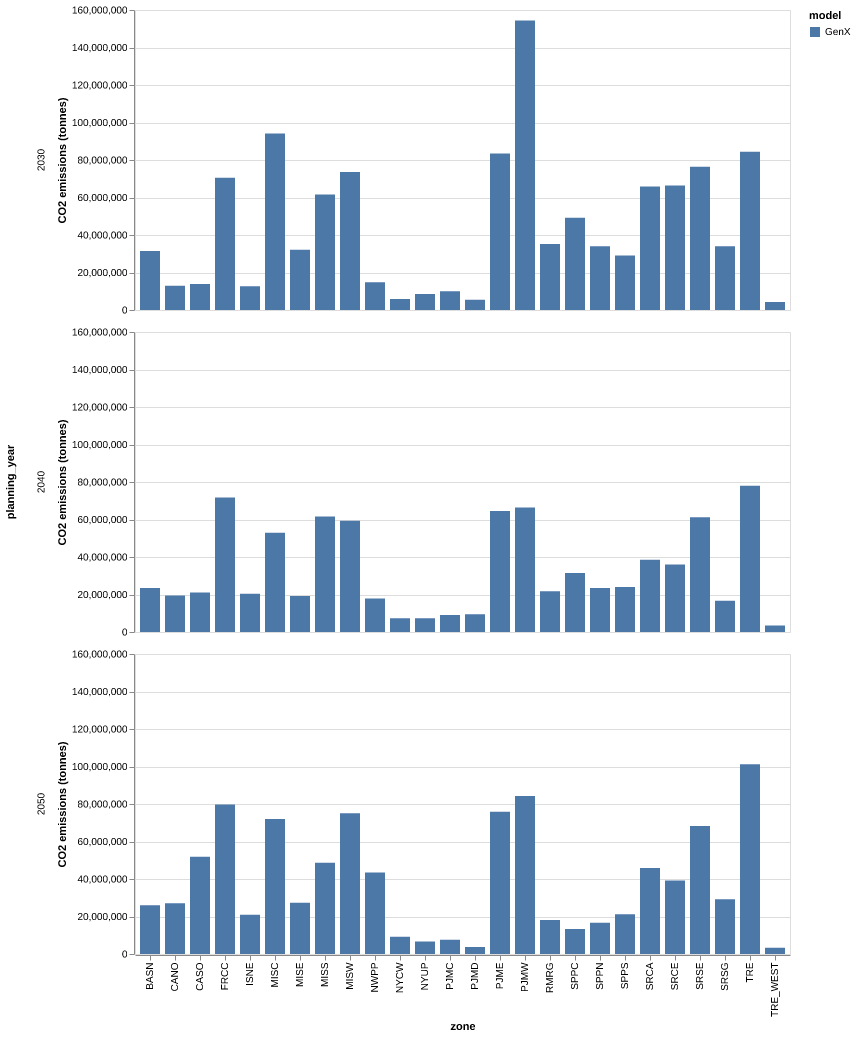 model
GenX
planning_year
2030
CO2 emissions (tonnes)
160,000,000
140,000,000
120,000,000
100,000,000
80,000,000
60,000,000
40,000,000
20,000,000
0
2040
CO2 emissions (tonnes)
160,000,000
140,000,000
120,000,000
100,000,000
80,000,000
60,000,000
40,000,000
20,000,000
0
2050
CO2 emissions (tonnes)
160,000,000
140,000,000
120,000,000
100,000,000
80,000,000
60,000,000
40,000,000
20,000,000
0
BASN
CANO
CASO
FRCC
ISNE
MISC
MISE
MISS
MISW
NWPP
NYCW
NYUP
PJMC
PJMD
PJME
PJMW
RMRG
SPPC
SPPN
SPPS
SRCA
SRCE
SRSE
SRSG
TRE
TRE_WEST
zone